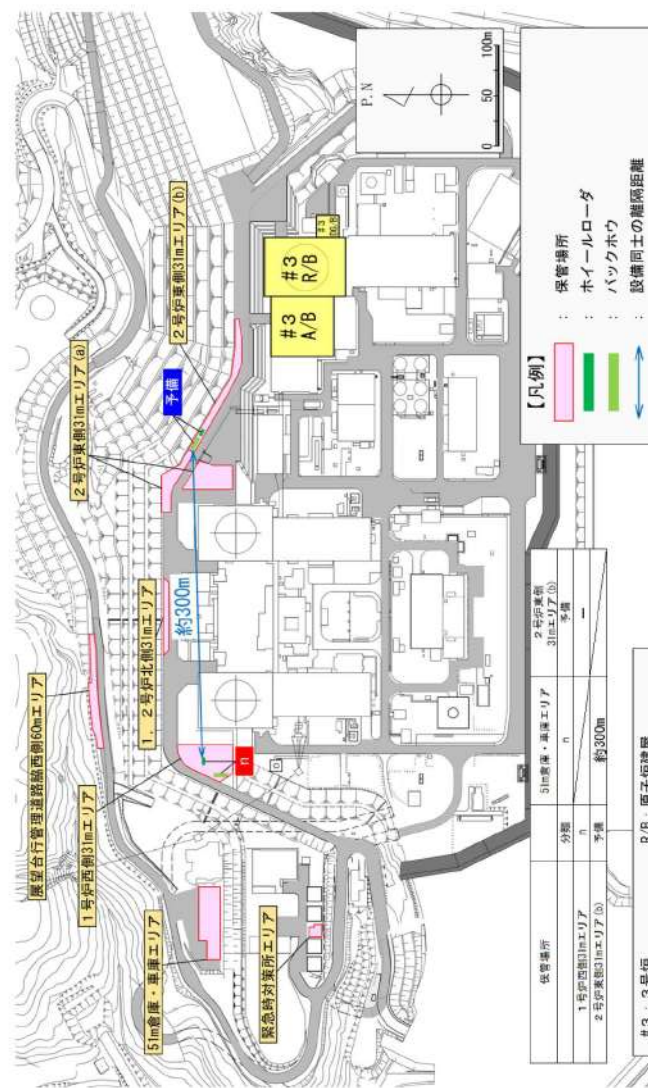 展望台行管理道路脇西側60mエリア
1号炉西側31mエリア
51m倉庫・車庫エリア
緊急時対策所エリア
1，2号炉北側31mエリア
2号炉東側31mエリア(a)
2号炉東側31mエリア(b)
予備
約300m
n
#3
A/B
#3
R/B
#3
DG/B
P.N
0 50 100m
【凡例】
： 保管場所
： ホイールローダ
： バックホウ
： 設備同士の離隔距離
保管場所 分類 51m倉庫・車庫エリア 2号炉東側
31mエリア(b)
n 予備
1号炉西側31mエリア n －
2号炉東側31mエリア(b) 予備 約300m
#3：3号炉 R/B：原子炉建屋